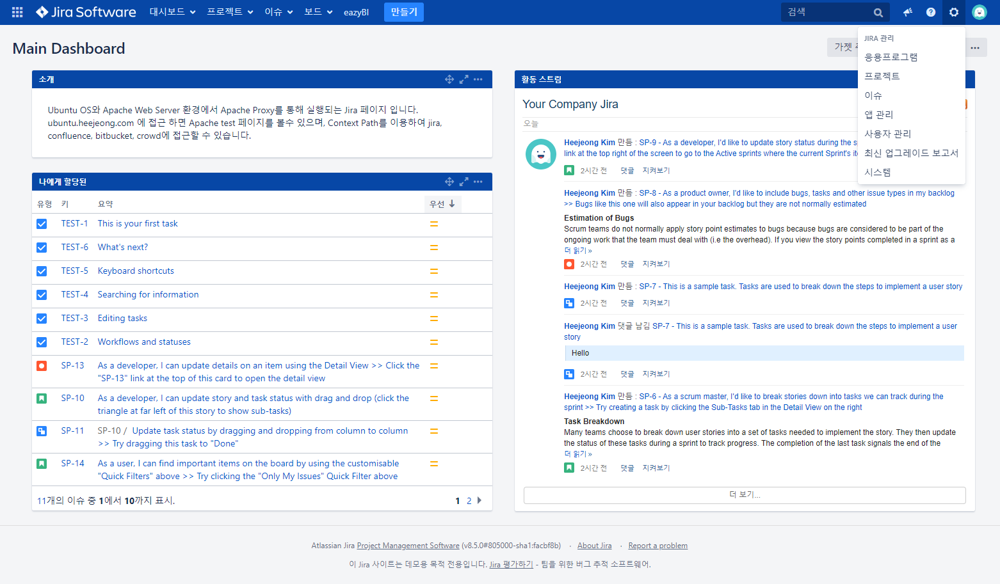 Jira Software 대시보드 프로젝트 이슈 보드 eazyBI 만들기 검색
Main Dashboard
가젯
JIRA 관리
응용프로그램
프로젝트
이슈
앱 관리
사용자 관리
최신 업그레이드 보고서
시스템
소개
Ubuntu OS와 Apache Web Server 환경에서 Apache Proxy를 통해 실행되는 Jira 페이지 입니다.
ubuntu.heejeong.com 에 접근 하면 Apache test 페이지를 볼수 있으며, Context Path를 이용하여 jira,
confluence, bitbucket, crowd에 접근할 수 있습니다.
나에게 할당된
유형 키 요약 우선
TEST-1 This is your first task
TEST-6 What's next?
TEST-5 Keyboard shortcuts
TEST-4 Searching for information
TEST-3 Editing tasks
TEST-2 Workflows and statuses
SP-13 As a developer, I can update details on an item using the Detail View >> Click the
"SP-13" link at the top of this card to open the detail view
SP-10 As a developer, I can update story and task status with drag and drop (click the
triangle at far left of this story to show sub-tasks)
SP-11 SP-10 / Update task status by dragging and dropping from column to column
>> Try dragging this task to "Done"
SP-14 As a user, I can find important items on the board by using the customisable
"Quick Filters" above >> Try clicking the "Only My Issues" Quick Filter above
11개의 이슈 중 1에서 10까지 표시.
1 2
활동 스트림
Your Company Jira
오늘
Heejeong Kim 만듬 : SP-9 - As a developer, I'd like to update story status during the
link at the top right of the screen to go to the Active sprints where the current Sprint's
2시간 전 댓글 지켜보기
Heejeong Kim 만듬 : SP-8 - As a product owner, I'd like to include bugs, tasks and other issue types in my backlog
>> Bugs like this one will also appear in your backlog but they are not normally estimated
Estimation of Bugs
Scrum teams do not normally apply story point estimates to bugs because bugs are considered to be part of the
ongoing work that the team must deal with (i.e the overhead). If you view the story points completed in a sprint as a
더 읽기 »
2시간 전 댓글 지켜보기
Heejeong Kim 만듬 : SP-7 - This is a sample task. Tasks are used to break down the steps to implement a user story
2시간 전 댓글 지켜보기
Heejeong Kim 댓글 남김 SP-7 - This is a sample task. Tasks are used to break down the steps to implement a user
story
Hello
2시간 전 댓글 지켜보기
Heejeong Kim 만듬 : SP-6 - As a scrum master, I'd like to break stories down into tasks we can track during the
sprint >> Try creating a task by clicking the Sub-Tasks tab in the Detail View on the right
Task Breakdown
Many teams choose to break down user stories into a set of tasks needed to implement the story. They then update
the status of these tasks during a sprint to track progress. The completion of the last task signals the end of the
더 읽기 »
2시간 전 댓글 지켜보기
더 보기...
Atlassian Jira Project Management Software (v8.5.0#805000-sha1:facbf8b) · About Jira · Report a problem
이 Jira 사이트는 데모용 목적 전용입니다. Jira 평가하기 - 팀을 위한 버그 추적 소프트웨어.